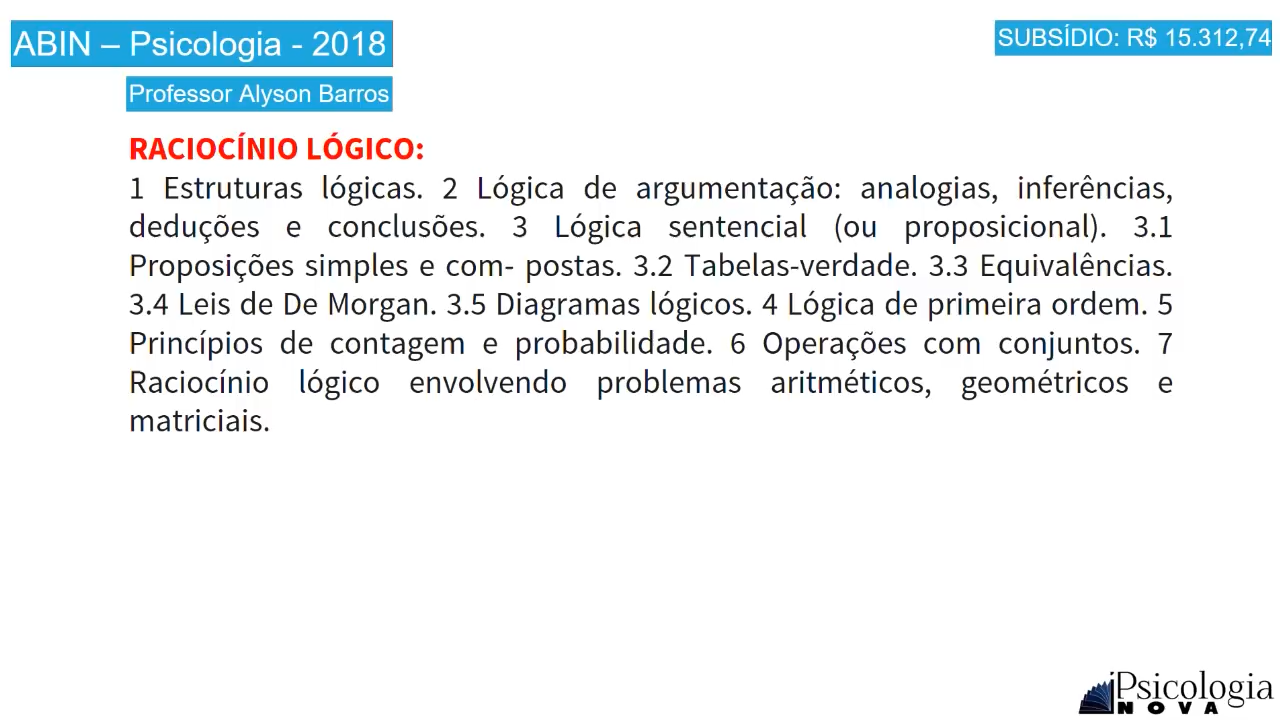 ABIN – Psicologia - 2018
SUBSÍDIO: R$ 15.312,74
Professor Alyson Barros
RACIOCÍNIO LÓGICO:
1 Estruturas lógicas. 2 Lógica de argumentação: analogias, inferências,
deduções e conclusões. 3 Lógica sentencial (ou proposicional). 3.1
Proposições simples e com- postas. 3.2 Tabelas-verdade. 3.3 Equivalências.
3.4 Leis de De Morgan. 3.5 Diagramas lógicos. 4 Lógica de primeira ordem. 5
Princípios de contagem e probabilidade. 6 Operações com conjuntos. 7
Raciocínio lógico envolvendo problemas aritméticos, geométricos e
matriciais.
Psicologia
NOVA